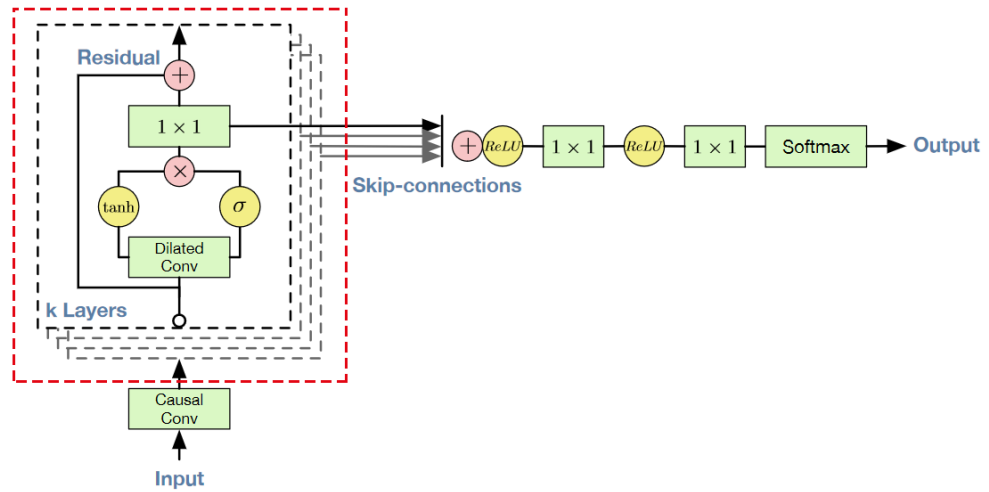 Residual
+
1 × 1
×
tanh
σ
Dilated
Conv
k Layers
Causal
Conv
Input
+
ReLU
1 × 1
ReLU
1 × 1
Softmax
Output
Skip-connections